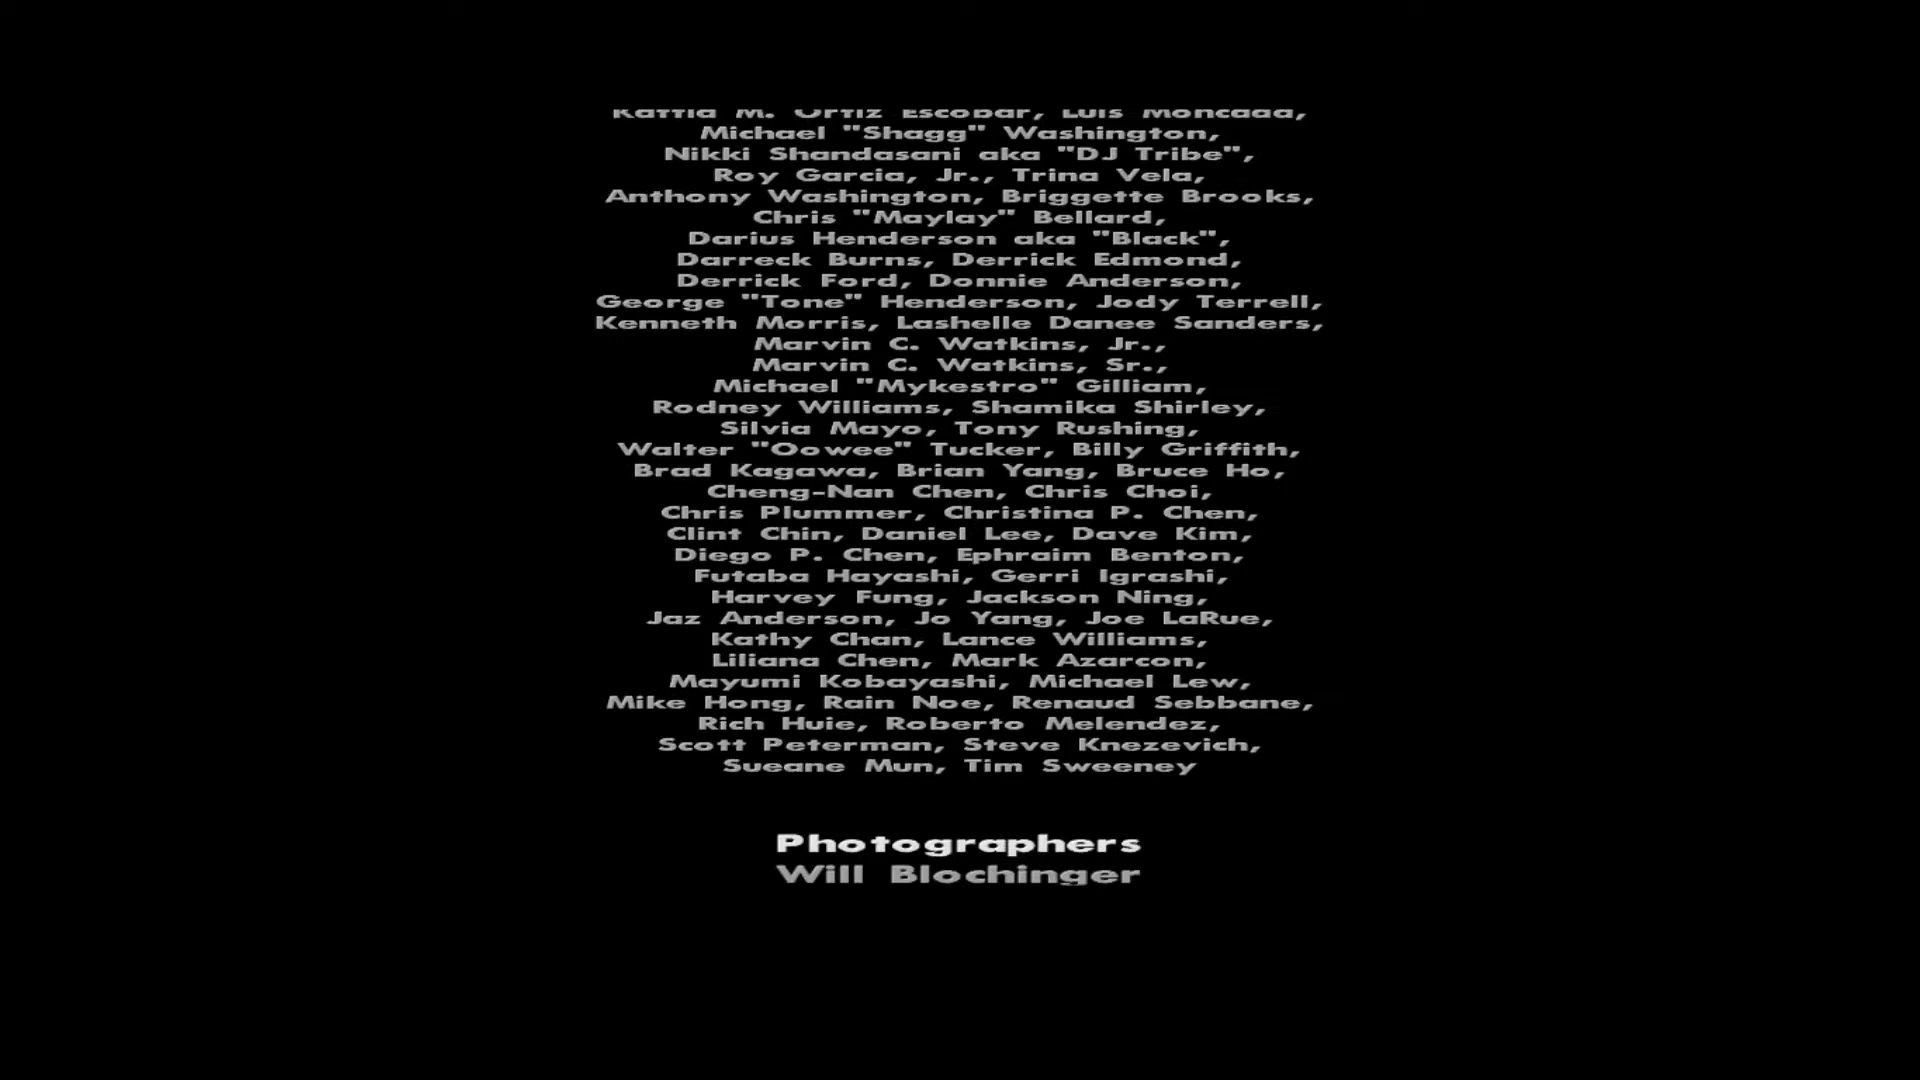 Kattia M. Ortiz Escobar, Luis Moncada,
Michael "Shagg" Washington,
Nikki Shandasani aka "DJ Tribe",
Roy Garcia, Jr., Trina Vela,
Anthony Washington, Briggette Brooks,
Chris "Maylay" Bellard,
Darius Henderson aka "Black",
Darreck Burns, Derrick Edmond,
Derrick Ford, Donnie Anderson,
George "Tone" Henderson, Jody Terrell,
Kenneth Morris, Lashelle Danee Sanders,
Marvin C. Watkins, Jr.,
Marvin C. Watkins, Sr.,
Michael "Mykestro" Gilliam,
Rodney Williams, Shamika Shirley,
Silvia Mayo, Tony Rushing,
Walter "Oowee" Tucker, Billy Griffith,
Brad Kagawa, Brian Yang, Bruce Ho,
Cheng-Nan Chen, Chris Choi,
Chris Plummer, Christina P. Chen,
Clint Chin, Daniel Lee, Dave Kim,
Diego P. Chen, Ephraim Benton,
Futaba Hayashi, Gerri Igrashi,
Harvey Fung, Jackson Ning,
Jaz Anderson, Jo Yang, Joe LaRue,
Kathy Chan, Lance Williams,
Liliana Chen, Mark Azarcon,
Mayumi Kobayashi, Michael Lew,
Mike Hong, Rain Noe, Renaud Sebbane,
Rich Huie, Roberto Melendez,
Scott Peterman, Steve Knezevich,
Sueane Mun, Tim Sweeney
Photographers
Will Blochinger